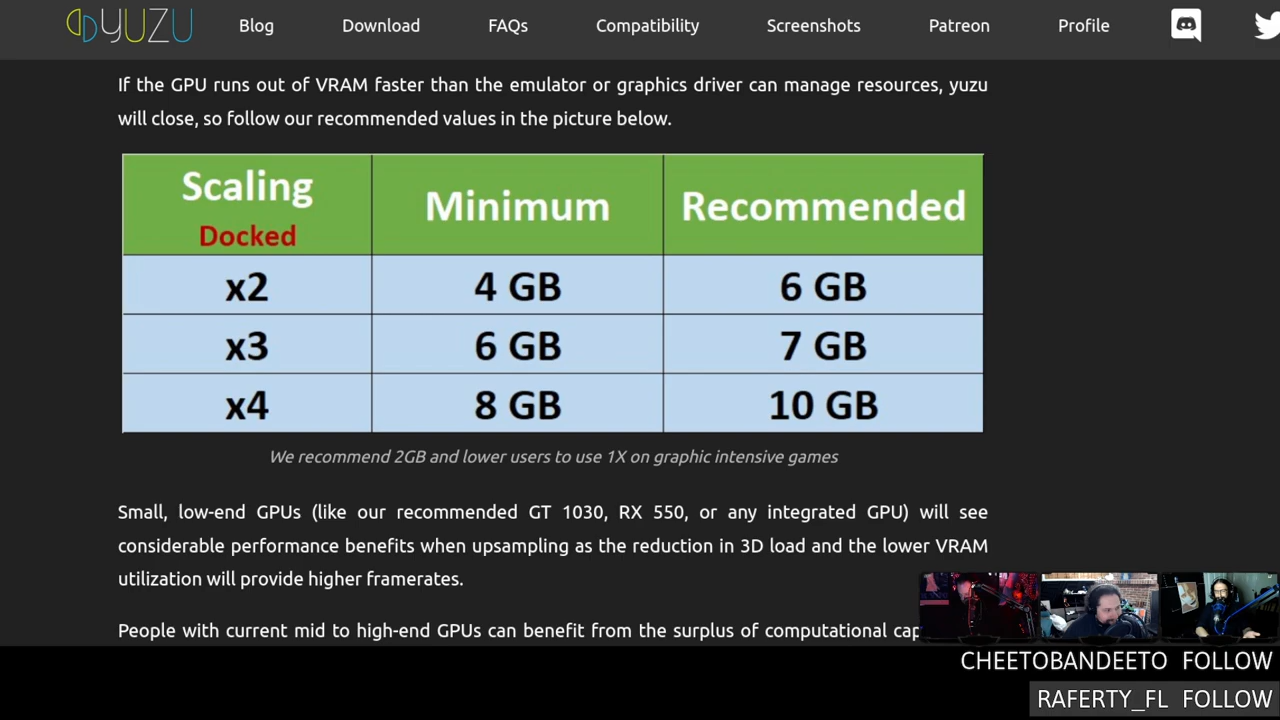 YUZU Blog Download FAQs Compatibility Screenshots Patreon Profile
If the GPU runs out of VRAM faster than the emulator or graphics driver can manage resources, yuzu
will close, so follow our recommended values in the picture below.
Scaling Docked Minimum Recommended
x2 4 GB 6 GB
x3 6 GB 7 GB
x4 8 GB 10 GB
We recommend 2GB and lower users to use 1X on graphic intensive games
Small, low-end GPUs (like our recommended GT 1030, RX 550, or any integrated GPU) will see
considerable performance benefits when upsampling as the reduction in 3D load and the lower VRAM
utilization will provide higher framerates.
People with current mid to high-end GPUs can benefit from the surplus of computational
CHEETOBANDEETO FOLLOW
RAFERTY_FL FOLLOW